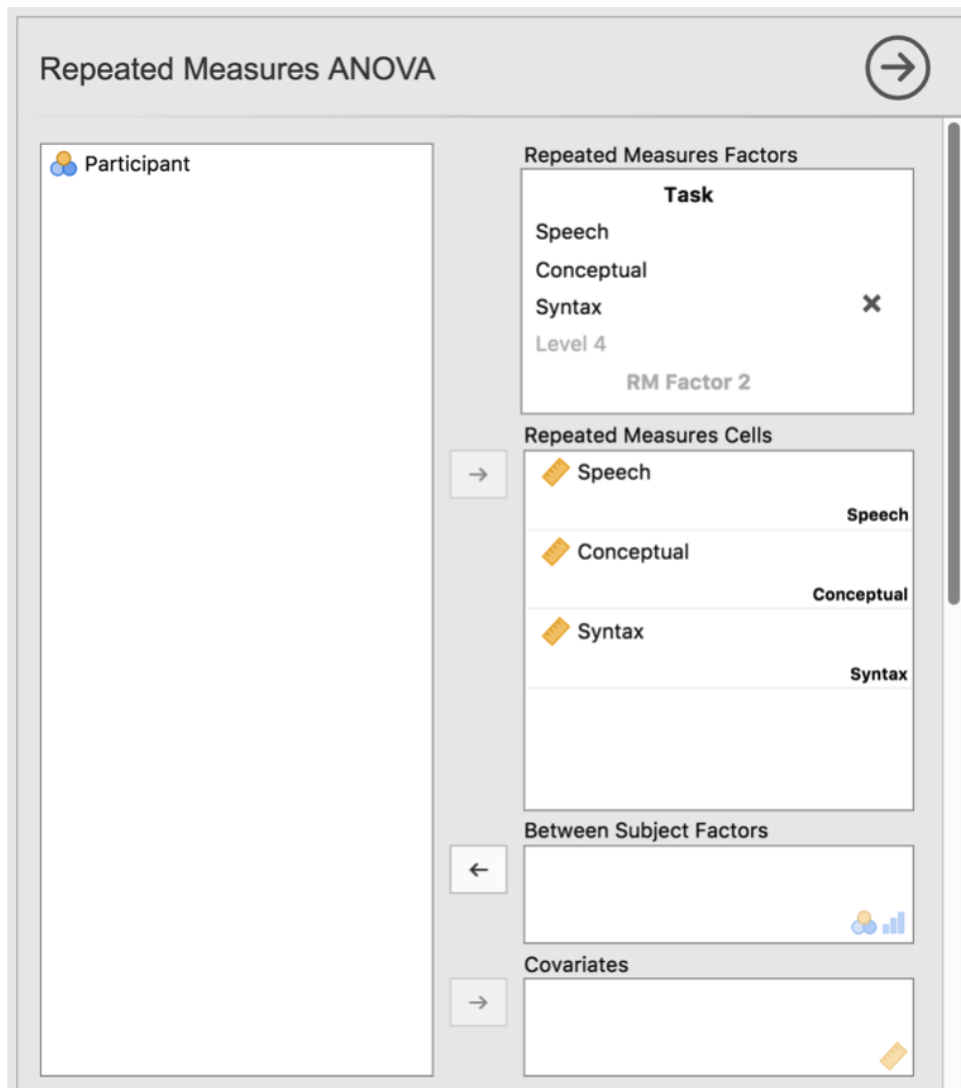 Repeated Measures ANOVA
Participant
Repeated Measures Factors
Task
Speech
Conceptual
Syntax
Level 4
RM Factor 2
Repeated Measures Cells
Speech
Speech
Conceptual
Conceptual
Syntax
Syntax
Between Subject Factors
Covariates